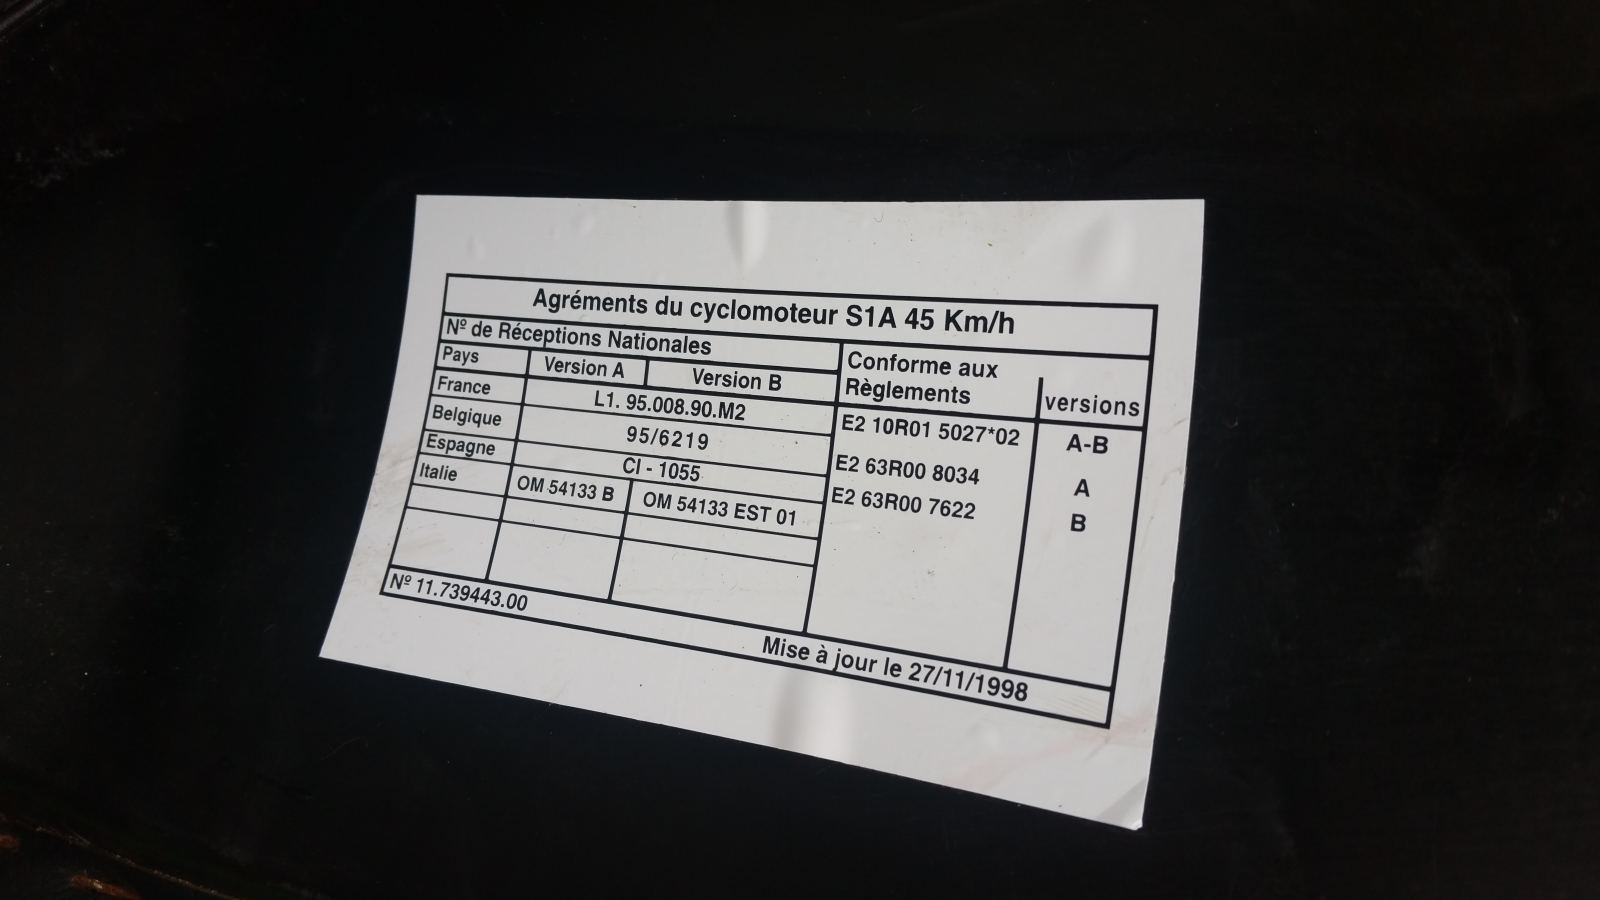 Agréments du cyclomoteur S1A 45 Km/h
Nº de Réceptions Nationales
Conforme aux Règlements
versions
Pays Version A Version B
France L1. 95.008.90.M2
Belgique 95/6219
Espagne CI - 1055
Italie OM 54133 B OM 54133 EST 01
E2 10R01 5027*02 A-B
E2 63R00 8034 A
E2 63R00 7622 B
Nº 11.739443.00
Mise à jour le 27/11/1998